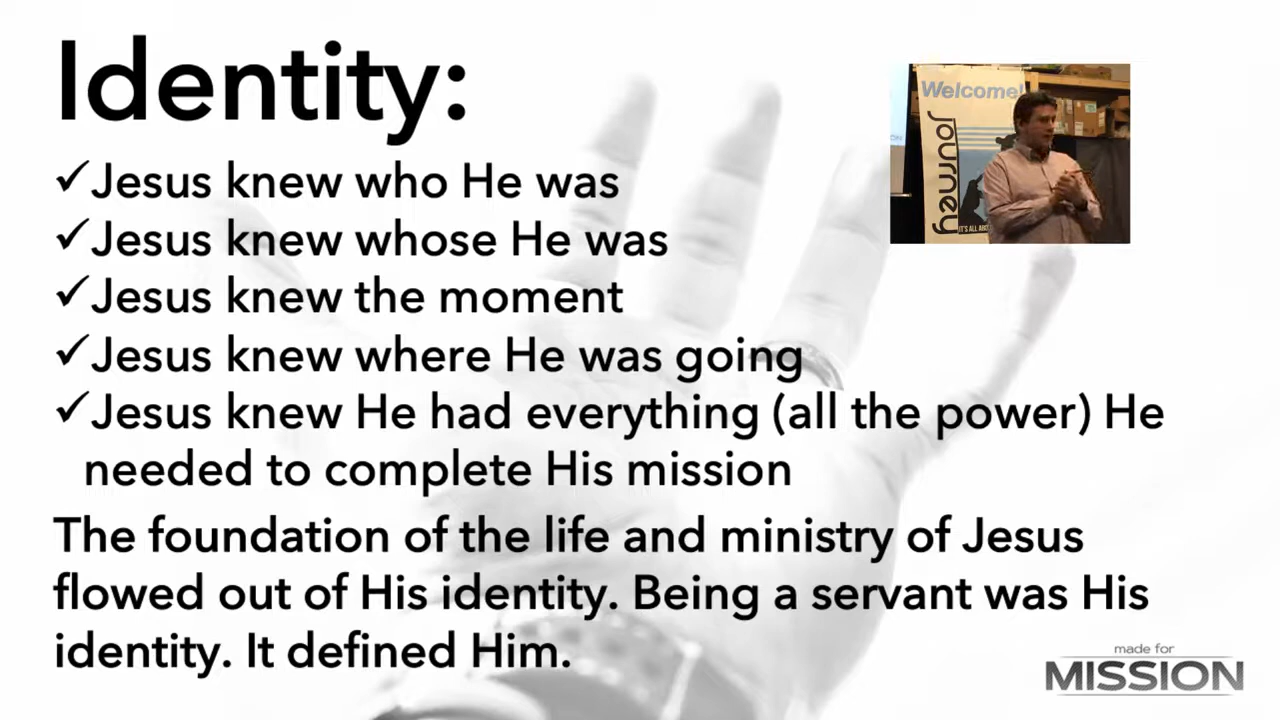 Identity:
✓Jesus knew who He was
✓Jesus knew whose He was
✓Jesus knew the moment
✓Jesus knew where He was going
✓Jesus knew He had everything (all the power) He
needed to complete His mission
The foundation of the life and ministry of Jesus
flowed out of His identity. Being a servant was His
identity. It defined Him.
Welcome!
Journey
IT'S ALL
made for
MISSION